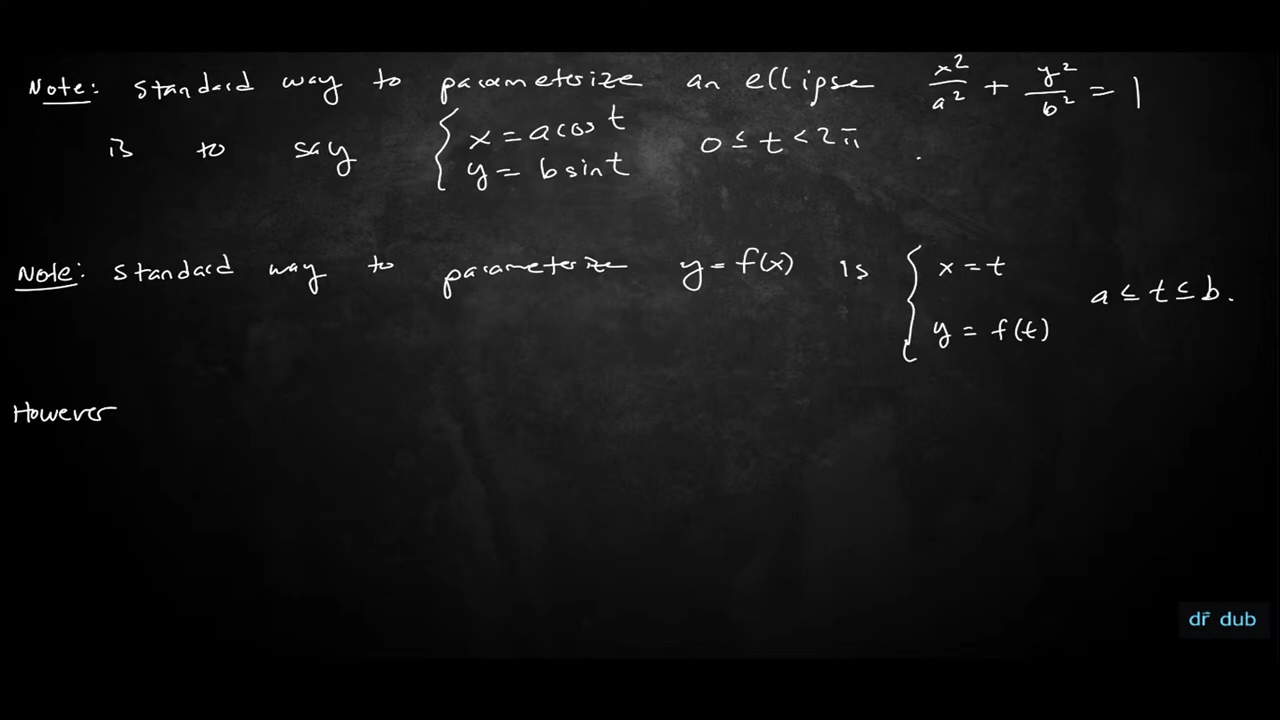 Note: standard way to parameterize an ellipse x²/a² + y²/b² = 1
is to say { x = a cos t 0 ≤ t < 2π .
y = b sin t
Note: standard way to parameterize y = f(x) is { x = t a ≤ t ≤ b.
y = f(t)
However
dr dub